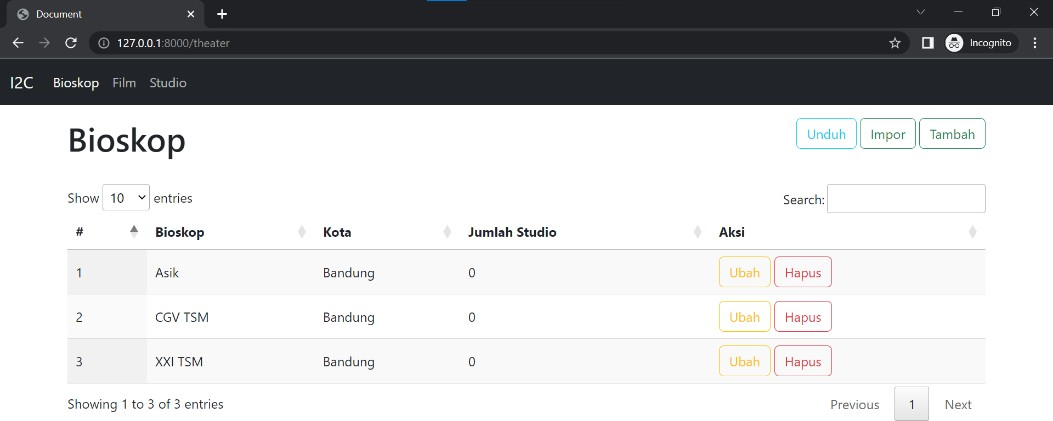 Document
127.0.0.1:8000/theater
Incognito
I2C Bioskop Film Studio
Bioskop
Unduh Impor Tambah
Show 10 entries
Search:
# Bioskop Kota Jumlah Studio Aksi
1 Asik Bandung 0 Ubah Hapus
2 CGV TSM Bandung 0 Ubah Hapus
3 XXI TSM Bandung 0 Ubah Hapus
Showing 1 to 3 of 3 entries
Previous 1 Next